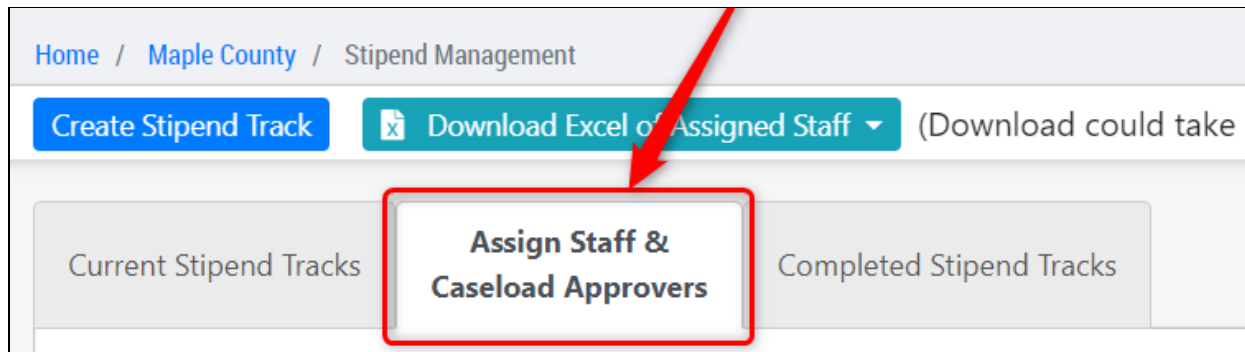 Home / Maple County / Stipend Management
Create Stipend Track Download Excel of Assigned Staff (Download could take
Current Stipend Tracks
Assign Staff &
Caseload Approvers
Completed Stipend Tracks